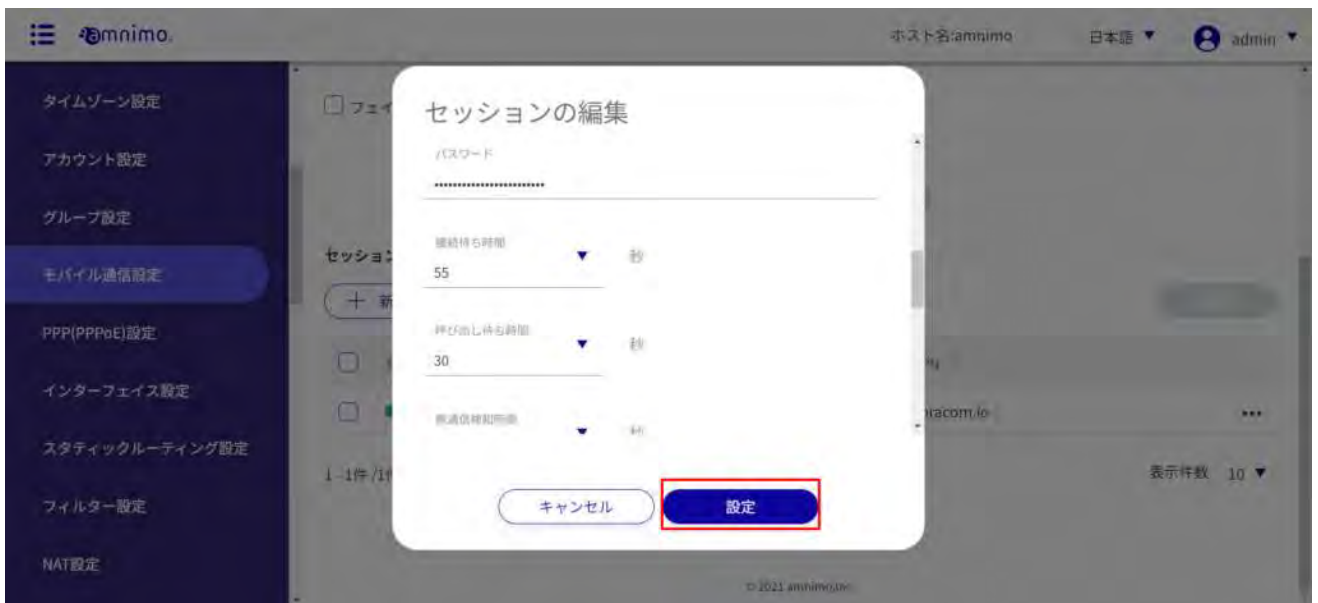 amnimo.
ホスト名:amnimo
日本語 ▼
admin ▼
タイムゾーン設定
アカウント設定
グループ設定
モバイル通信設定
PPP(PPPoE)設定
インターフェイス設定
スタティックルーティング設定
フィルター設定
NAT設定
フェイ
セッション
＋ 新
1 - 1件 /1件
racom.io
•••
表示件数 10 ▼
セッションの編集
パスワード
••••••••••••••••••••••••
接続待ち時間
55 ▼ 秒
呼び出し待ち時間
30 ▼ 秒
無通信検知時間
▼ 秒
キャンセル
設定
© 2021 amnimo,inc.